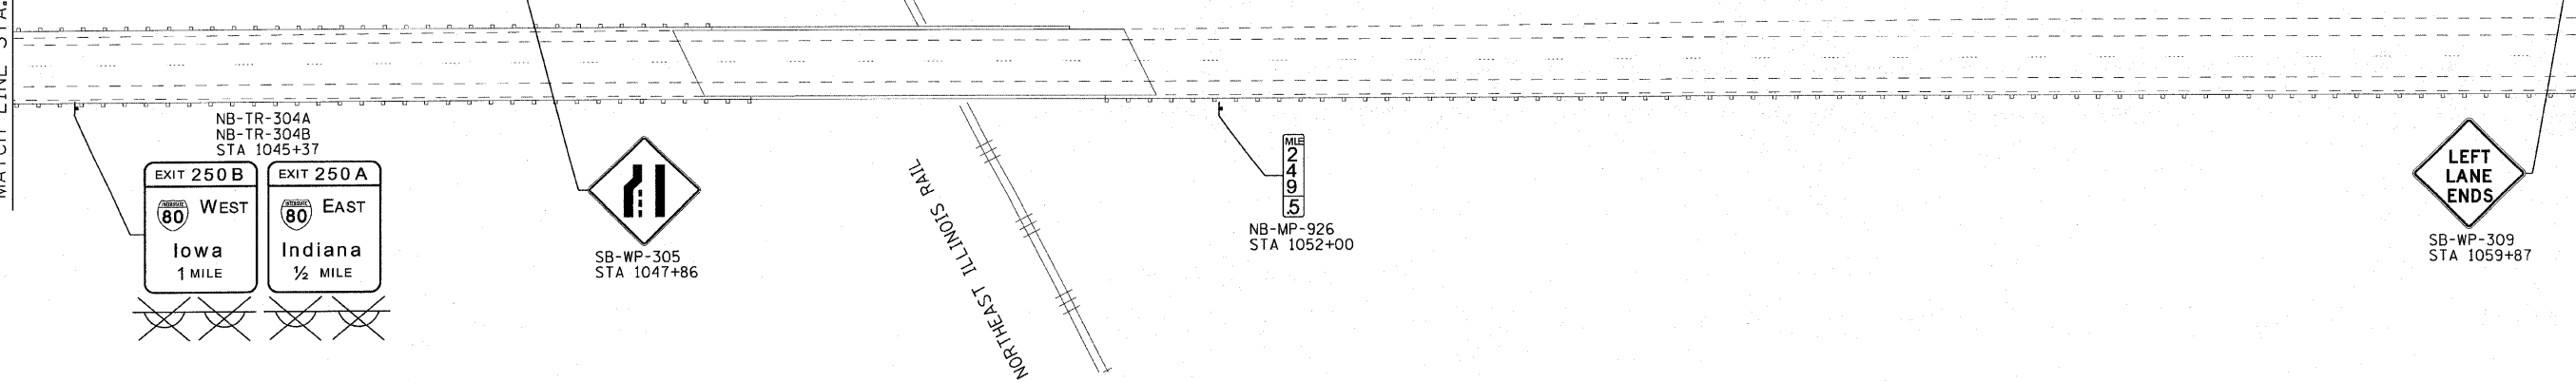 MATCH LINE STA.
NB-TR-304A
NB-TR-304B
STA 1045+37
EXIT 250 B
INTERSTATE
80 WEST
Iowa
1 MILE
EXIT 250 A
INTERSTATE
80 EAST
Indiana
½ MILE
SB-WP-305
STA 1047+86
NORTHEAST ILLINOIS RAIL
MILE
2
4
9
.5
NB-MP-926
STA 1052+00
LEFT
LANE
ENDS
SB-WP-309
STA 1059+87